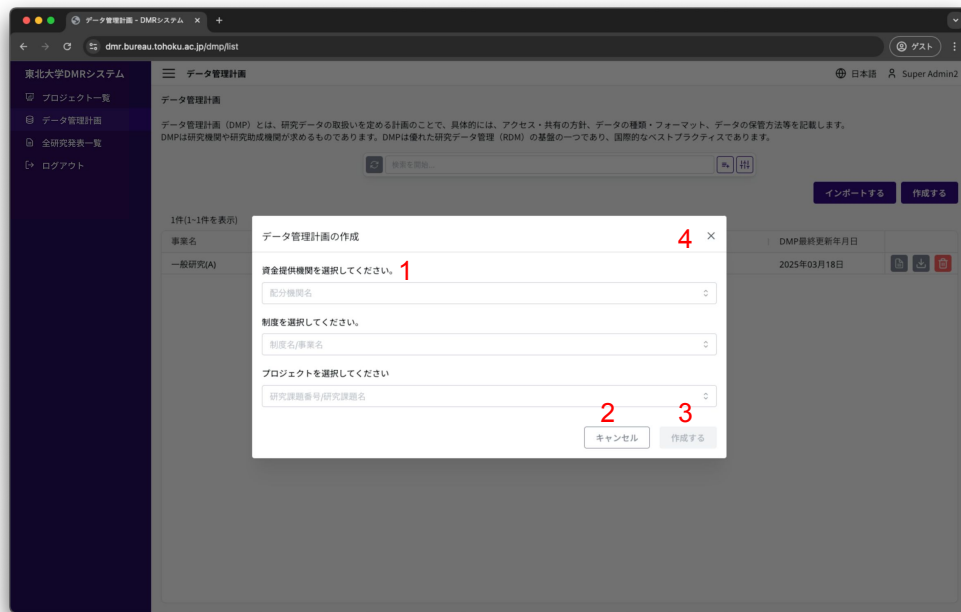 データ管理計画 - DMRシステム
dmr.bureau.tohoku.ac.jp/dmp/list
ゲスト
東北大学DMRシステム
プロジェクト一覧
データ管理計画
全研究発表一覧
ログアウト
データ管理計画
日本語
Super Admin2
データ管理計画
データ管理計画（DMP）とは、研究データの取扱いを定める計画のことで、具体的には、アクセス・共有の方針、データの種類・フォーマット、データの保管方法等を記載します。
DMPは研究機関や研究助成機関が求めるものであります。DMPは優れた研究データ管理（RDM）の基盤の一つであり、国際的なベストプラクティスであります。
検索を開始...
インポートする
作成する
1件(1~1件を表示)
事業名
DMP最終更新年月日
一般研究(A)
2025年03月18日
データ管理計画の作成
4
資金提供機関を選択してください。
1
配分機関名
制度を選択してください。
制度名/事業名
プロジェクトを選択してください
研究課題番号/研究課題名
2
3
キャンセル
作成する